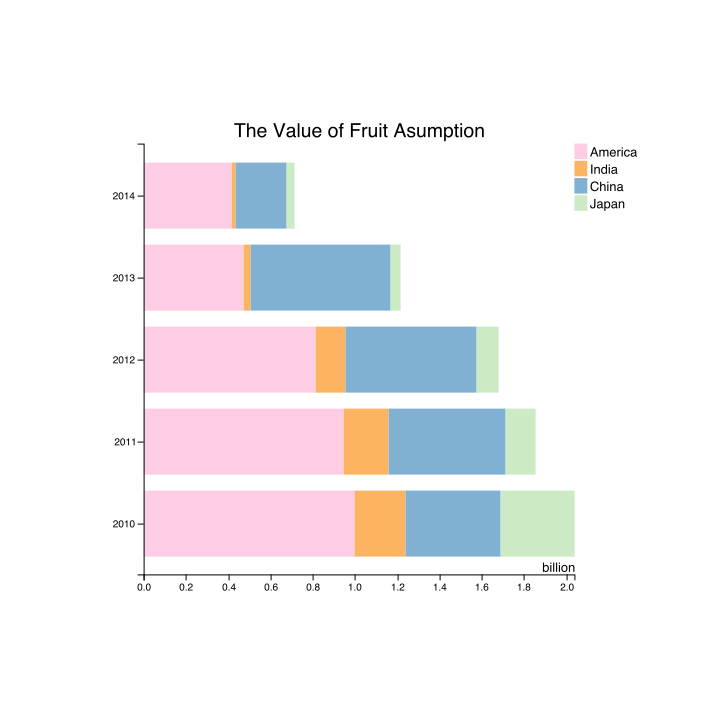 The Value of Fruit Asumption
America
India
China
Japan
2014
2013
2012
2011
2010
billion
0.0 0.2 0.4 0.6 0.8 1.0 1.2 1.4 1.6 1.8 2.0